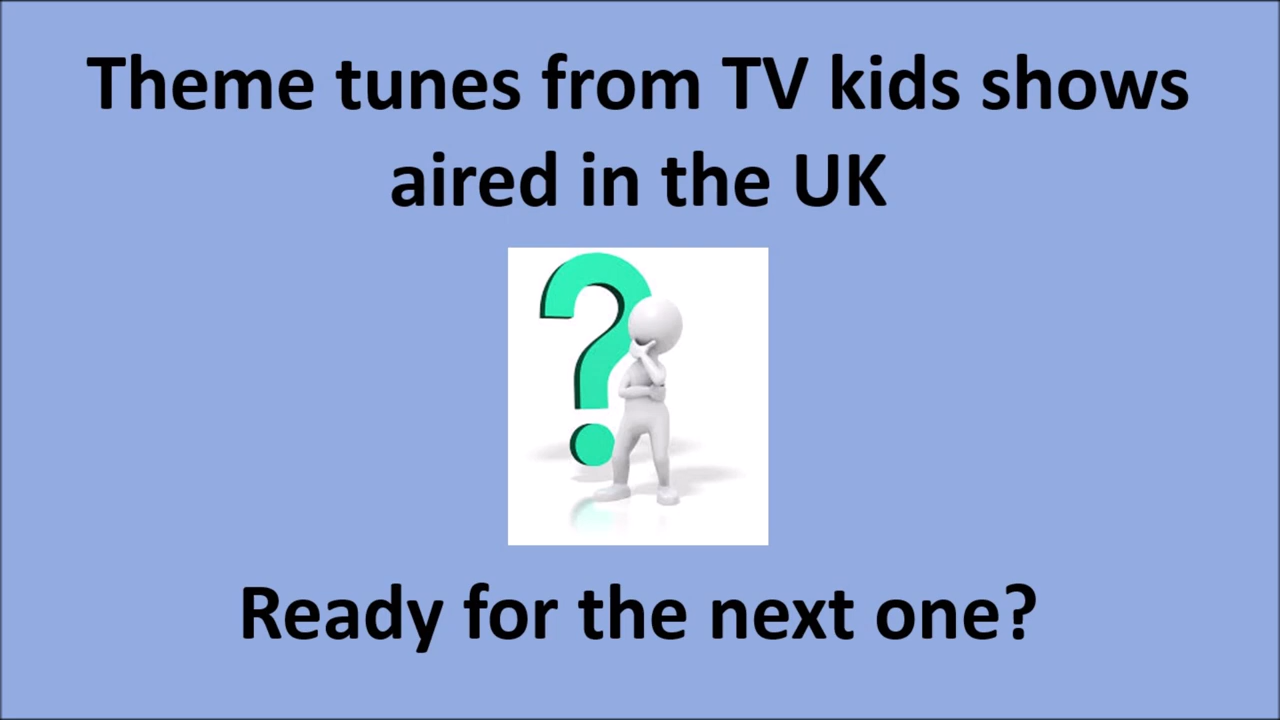 Theme tunes from TV kids shows
aired in the UK
Ready for the next one?